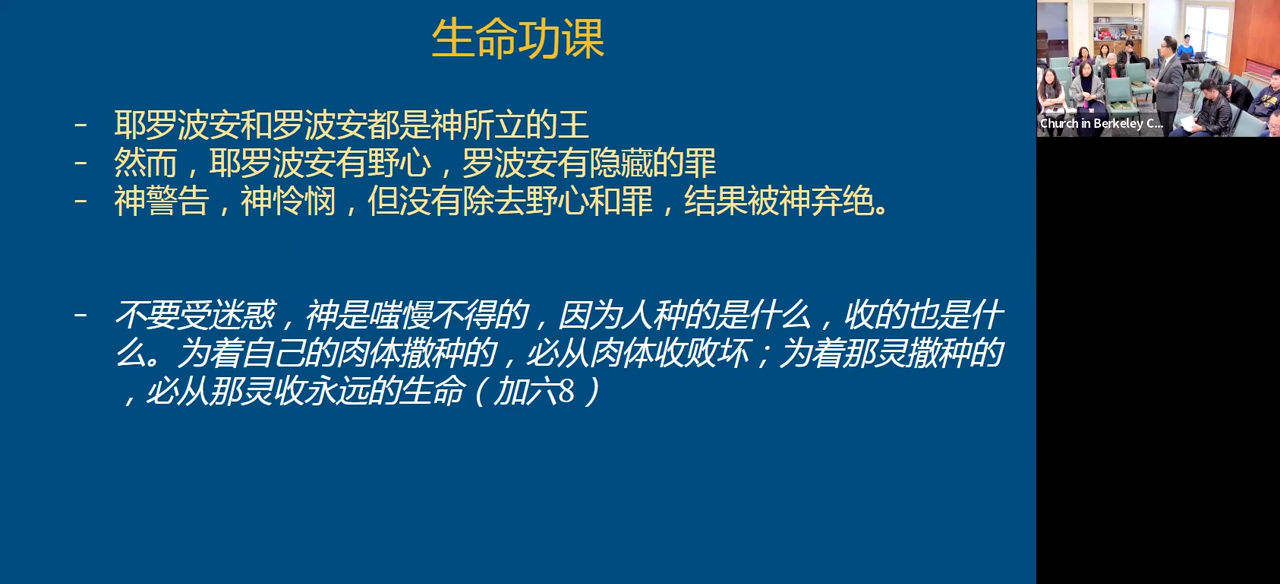 生命功课
- 耶罗波安和罗波安都是神所立的王
- 然而，耶罗波安有野心，罗波安有隐藏的罪
- 神警告，神怜悯，但没有除去野心和罪，结果被神弃绝。
- 不要受迷惑，神是嗤慢不得的，因为人种的是什么，收的也是什
么。为着自己的肉体撒种的，必从肉体收败坏；为着那灵撒种的
，必从那灵收永远的生命（加六8）
Church in Berkeley C...